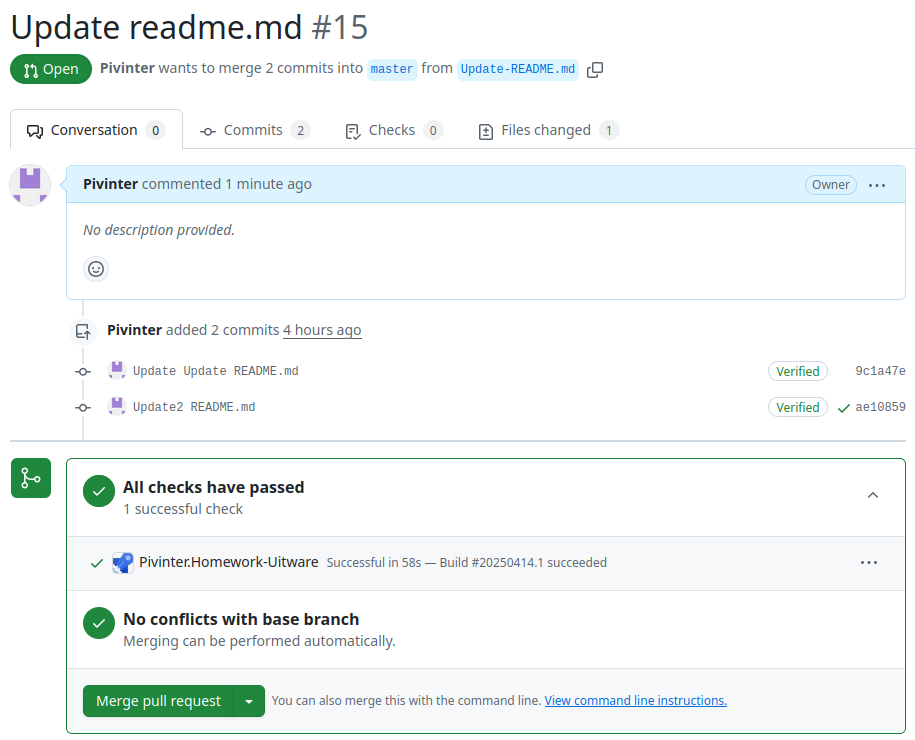 Update readme.md #15
Open Pivinter wants to merge 2 commits into master from Update-README.md
Conversation 0 Commits 2 Checks 0 Files changed 1
Pivinter commented 1 minute ago Owner
No description provided.
Pivinter added 2 commits 4 hours ago
Update Update README.md Verified 9c1a47e
Update2 README.md Verified ae10859
All checks have passed
1 successful check
Pivinter.Homework-Uitware Successful in 58s — Build #20250414.1 succeeded
No conflicts with base branch
Merging can be performed automatically.
Merge pull request You can also merge this with the command line. View command line instructions.